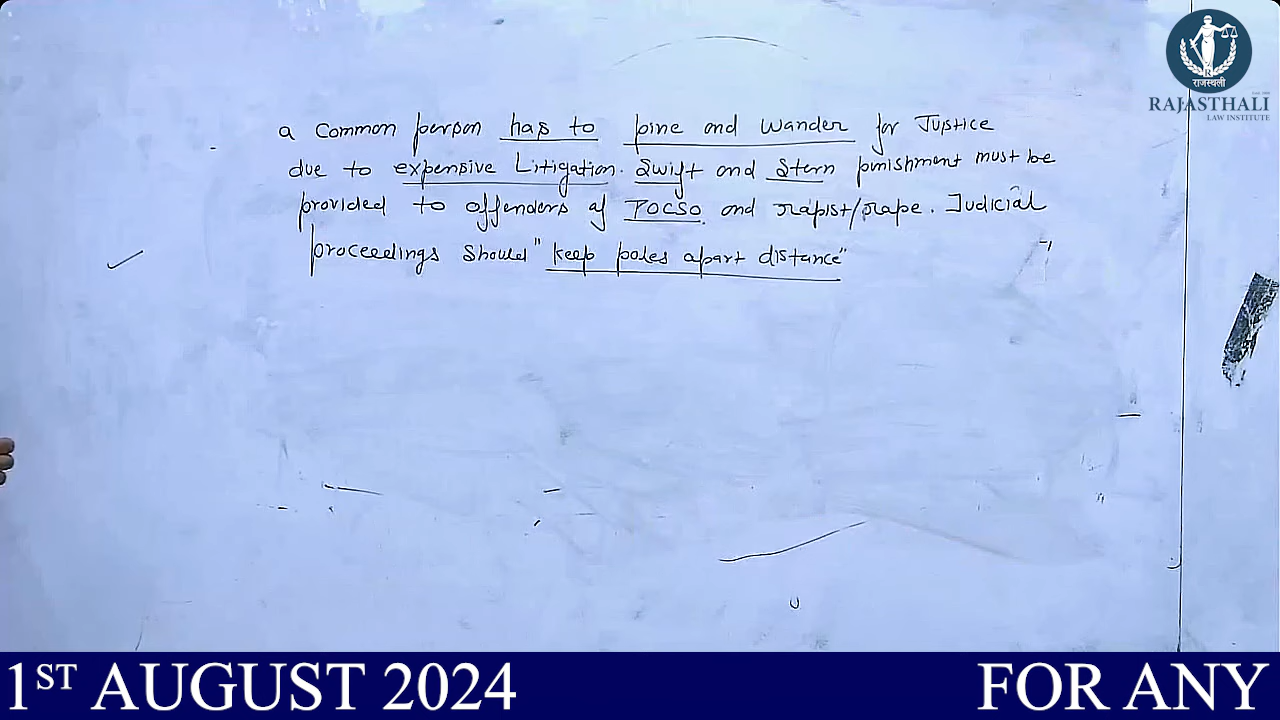 राजस्थली
RAJASTHALI
LAW INSTITUTE
a common person has to pine and wander for Justice
due to expensive Litigation. Swift and Stern punishment must be
provided to offenders of POCSO and rapist/rape. Judicial
proceedings should "keep poles apart distance"
1ST AUGUST 2024
FOR ANY